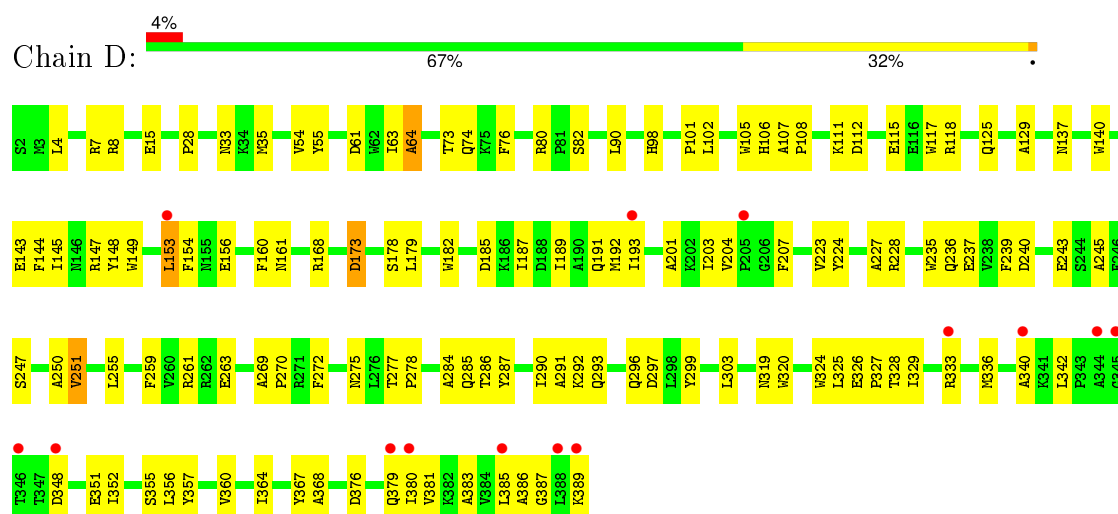 4%
Chain D:
67% 32% •
S2 M3 L4 R7 R8 E15 P28 N33 K34 M35 V54 Y55 D61 W62 I63 A64 T73 Q74 K75 F76 R80 P81 S82 L90 H98 P101 L102 W105 H106 A107 P108 K111 D112 E115 E116 W117 R118 Q125 A129 N137 W140
E143 F144 I145 N146 R147 Y148 W149 L153 F154 N155 E156 F160 N161 R168 D173 S178 L179 W182 D185 K186 I187 D188 I189 A190 Q191 M192 I193 A201 K202 I203 V204 P205 G206 F207 V223 Y224 A227 R228 W235 Q236 E237 V238 F239 D240 E243 S244 A245 E246
S247 A250 V251 L255 F259 V260 R261 R262 E263 A269 P270 R271 F272 N275 L276 T277 P278 A284 Q285 T286 Y287 I290 A291 K292 Q293 Q296 D297 L298 Y299 L303 N319 W320 W324 L325 E326 P327 T328 I329 R333 M336 A340 K341 L342 P343 A344 G345
T346 T347 D348 E351 I352 S355 L356 Y357 V360 I364 Y367 A368 D376 Q379 I380 V381 K382 A383 V384 L385 A386 G387 L388 K389